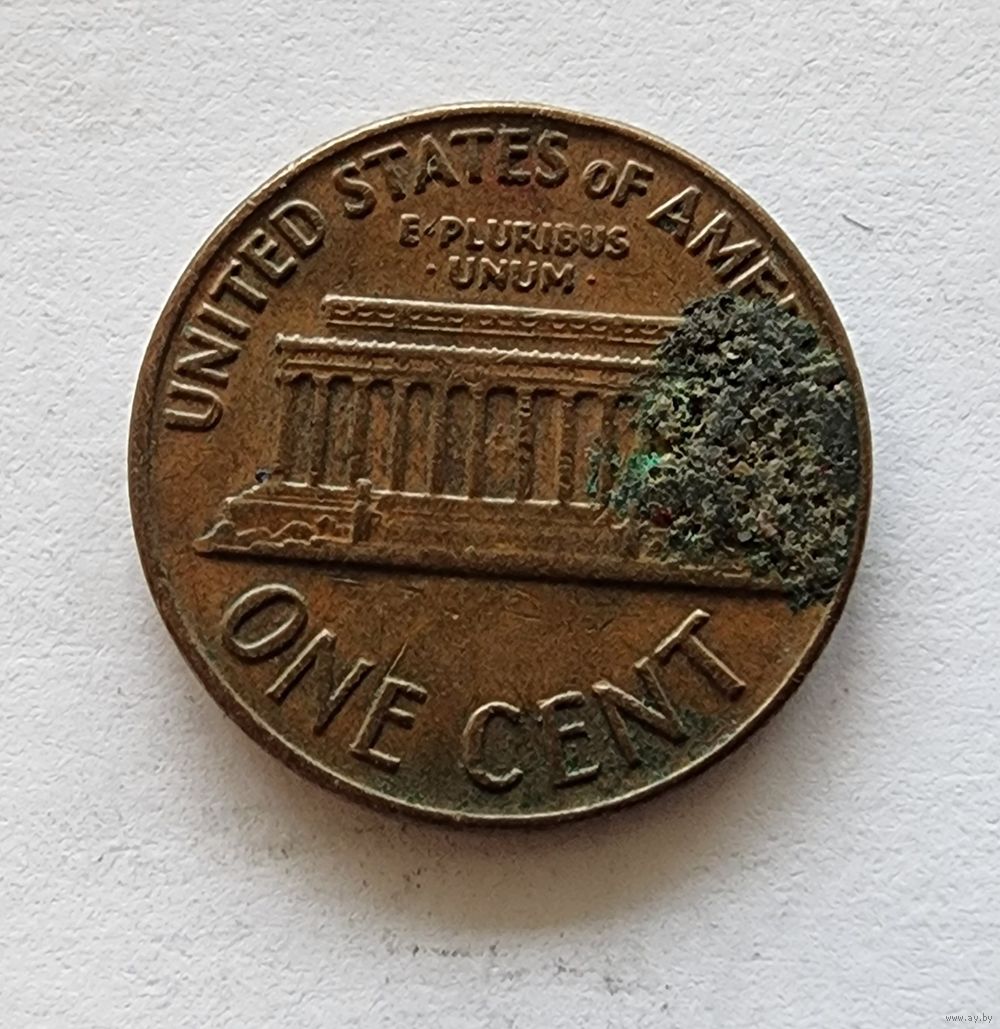 UNITED STATES OF AME
E·PLURIBUS
·UNUM·
ONE CENT
www.ay.by